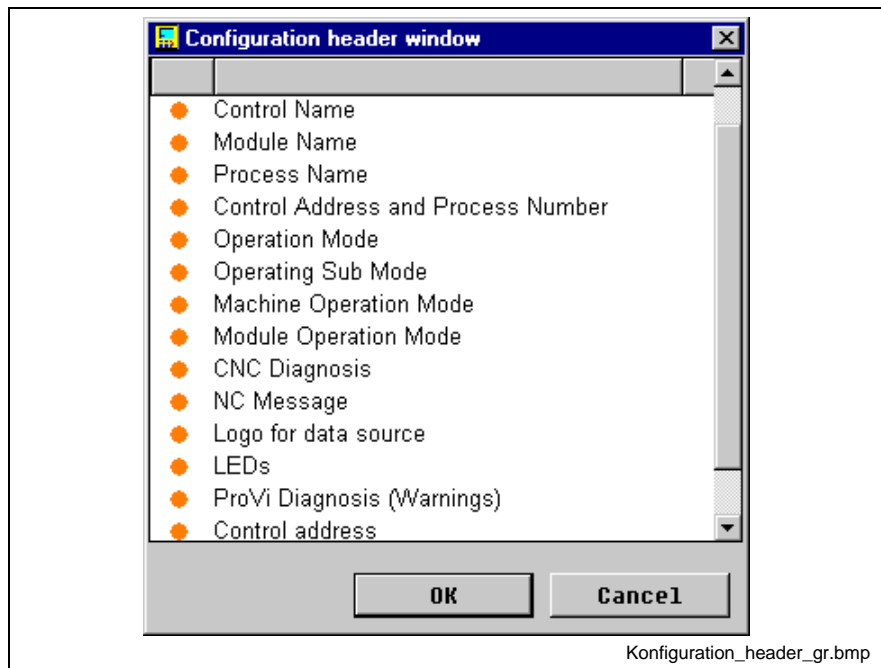 Configuration header window
Control Name
Module Name
Process Name
Control Address and Process Number
Operation Mode
Operating Sub Mode
Machine Operation Mode
Module Operation Mode
CNC Diagnosis
NC Message
Logo for data source
LEDs
ProVi Diagnosis (Warnings)
Control address
OK Cancel
Konfiguration_header_gr.bmp